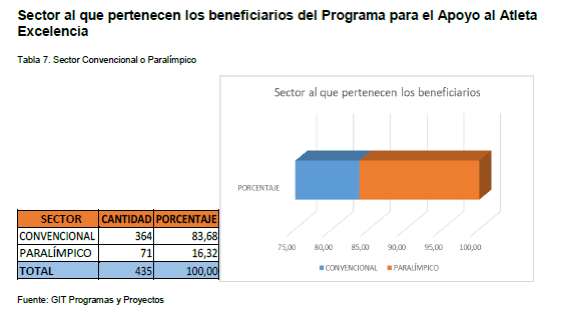 Sector al que pertenecen los beneficiarios del Programa para el Apoyo al Atleta
Excelencia
Tabla 7. Sector Convencional o Paralímpico
Sector al que pertenecen los beneficiarios
PORCENTAJE
75,00 80,00 85,00 90,00 95,00 100,00
CONVENCIONAL PARALÍMPICO
SECTOR CANTIDAD PORCENTAJE
CONVENCIONAL 364 83,68
PARALÍMPICO 71 16,32
TOTAL 435 100,00
Fuente: GIT Programas y Proyectos